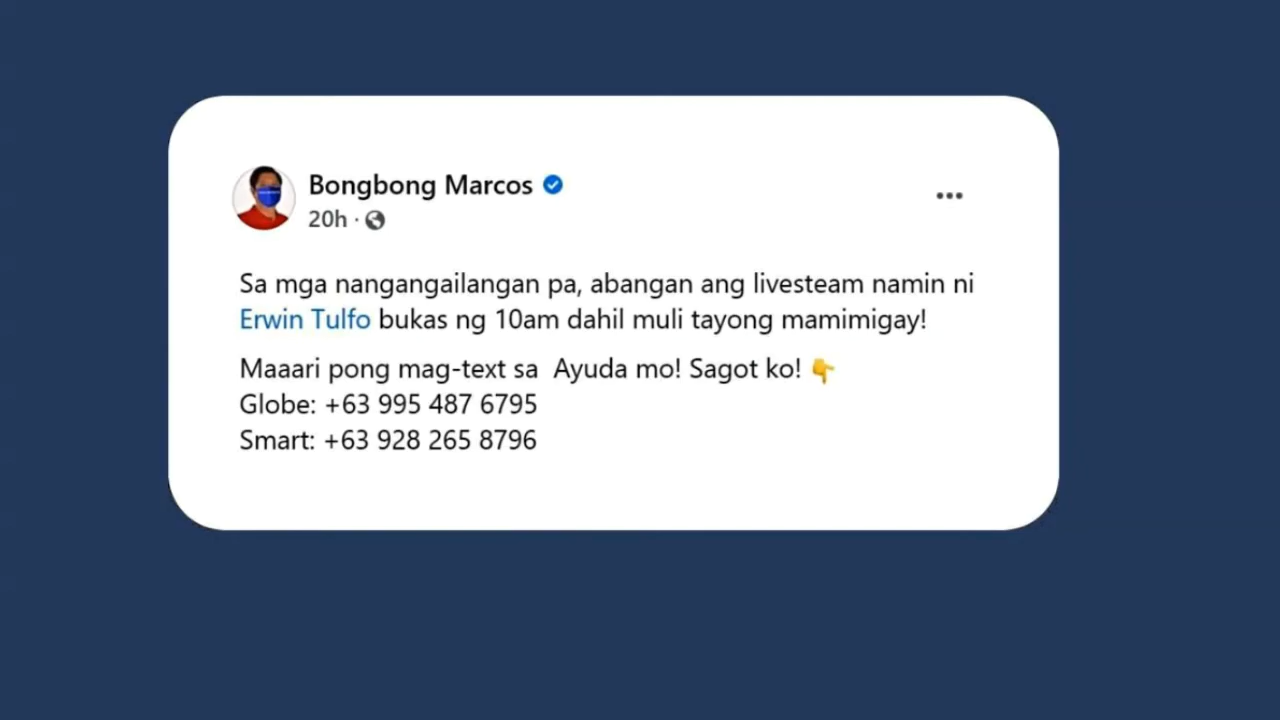 Bongbong Marcos
20h ·
Sa mga nangangailangan pa, abangan ang livesteam namin ni
Erwin Tulfo bukas ng 10am dahil muli tayong mamimigay!
Maaari pong mag-text sa  Ayuda mo! Sagot ko! 👇
Globe: +63 995 487 6795
Smart: +63 928 265 8796